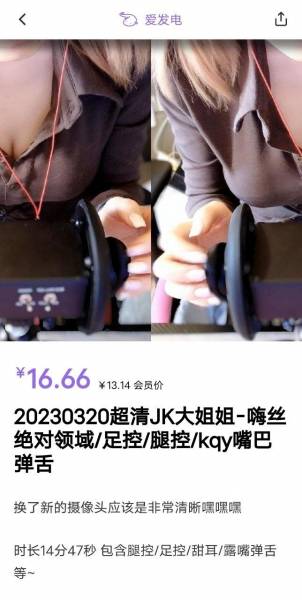 爱发电
¥16.66 ¥13.14 会员价
20230320超清JK大姐姐-嗨丝
绝对领域/足控/腿控/kqy嘴巴
弹舌
换了新的摄像头应该是非常清晰嘿嘿嘿
时长14分47秒 包含腿控/足控/甜耳/露嘴弹舌
等~